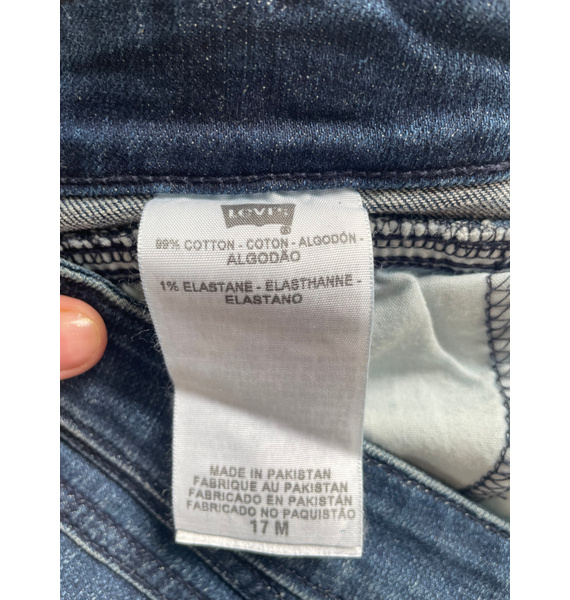 Levi's
®
99% COTTON - COTON - ALGODÓN -
ALGODÃO
1% ELASTANE - ÉLASTHANNE -
ELASTANO
MADE IN PAKISTAN
FABRIQUE AU PAKISTAN
FABRICADO EN PAKISTÁN
FABRICADO NO PAQUISTÃO
17 M